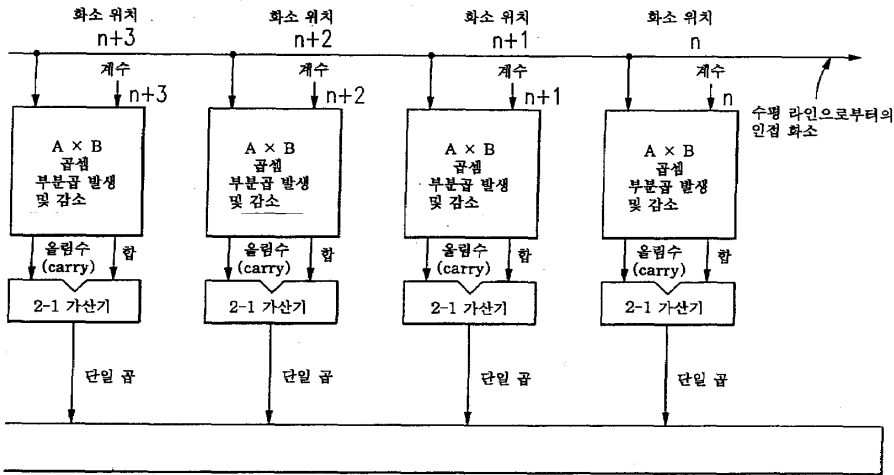 화소 위치 화소 위치 화소 위치 화소 위치
n+3 n+2 n+1 n
계수 계수 계수 계수
n+3 n+2 n+1 n
수평 라인으로부터의
인접 화소
A × B A × B A × B A × B
곱셈 곱셈 곱셈 곱셈
부분곱 발생 부분곱 발생 부분곱 발생 부분곱 발생
및 감소 및 감소 및 감소 및 감소
올림수 합 올림수 합 올림수 합 올림수 합
(carry) (carry) (carry) (carry)
2-1 가산기 2-1 가산기 2-1 가산기 2-1 가산기
단일 곱 단일 곱 단일 곱 단일 곱